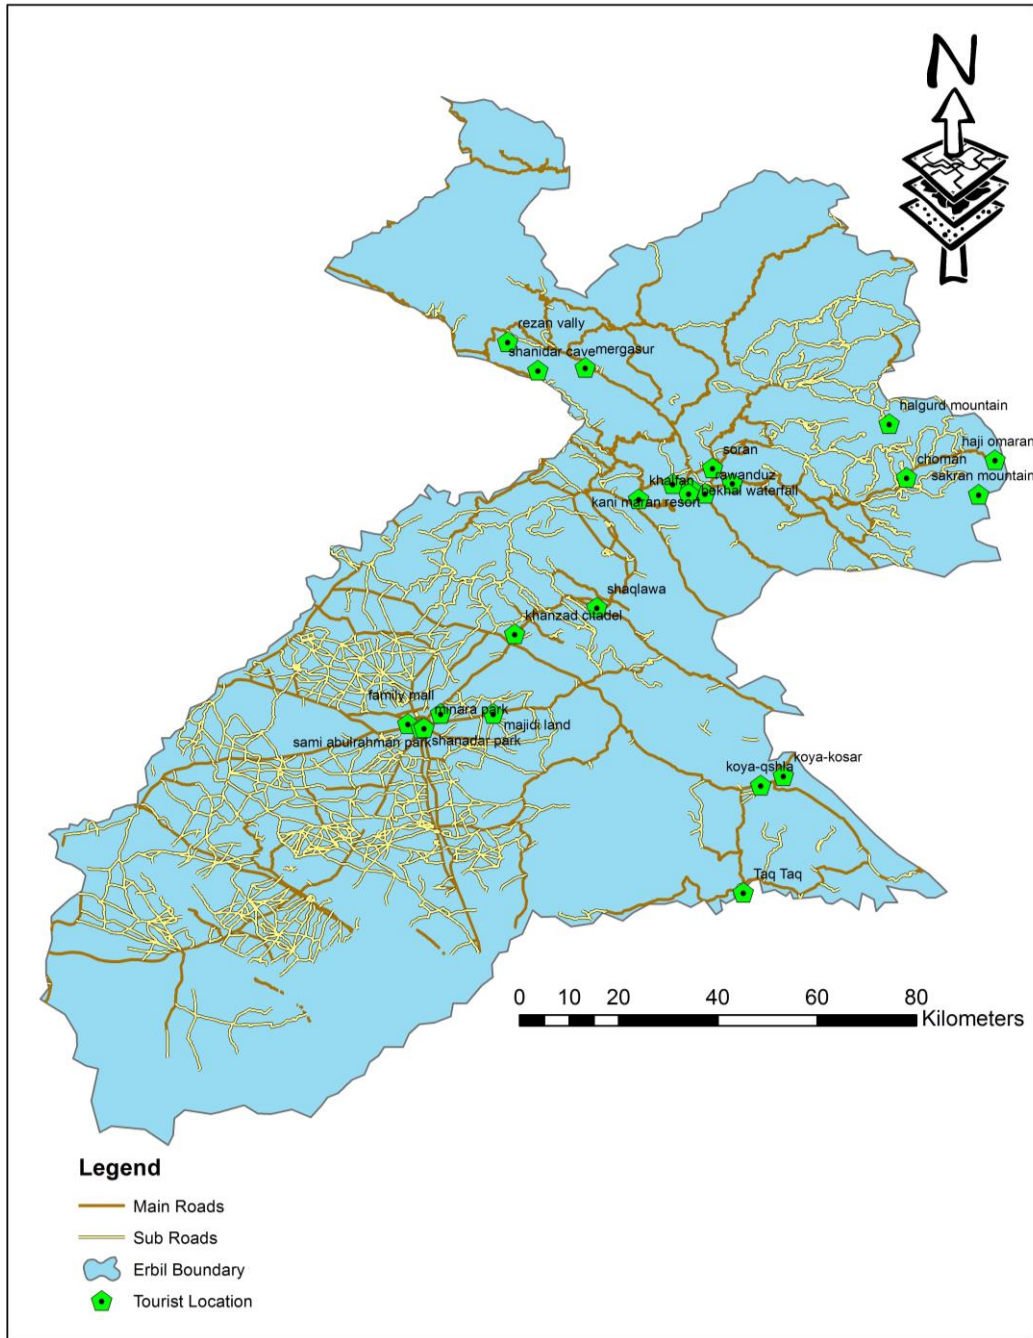 N
rezan vally
shanidar cave
mergasur
halgurd mountain
haji omaran
soran
choman
khalfan
rawanduz
sakran mountain
bekhal waterfall
kani maran resort
shaqlawa
khanzad citadel
family mall
minara park
majidi land
sami abulrahman park
shanadar park
koya-kosar
koya-qshla
Taq Taq
0 10 20 40 60 80
Kilometers
Legend
Main Roads
Sub Roads
Erbil Boundary
Tourist Location